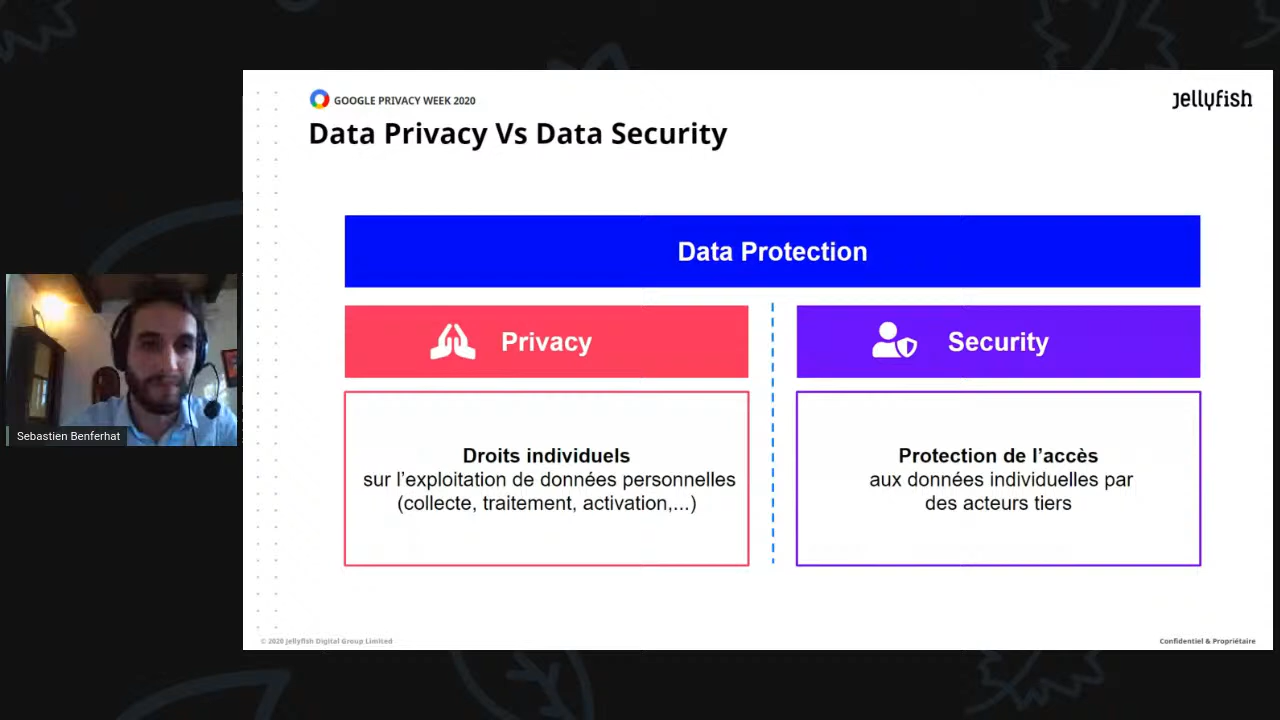 GOOGLE PRIVACY WEEK 2020
Jellyfish
Data Privacy Vs Data Security
Data Protection
Privacy
Security
Droits individuels
sur l’exploitation de données personnelles
(collecte, traitement, activation,...)
Protection de l’accès
aux données individuelles par
des acteurs tiers
Sebastien Benferhat
© 2020 Jellyfish Digital Group Limited
Confidentiel & Propriétaire